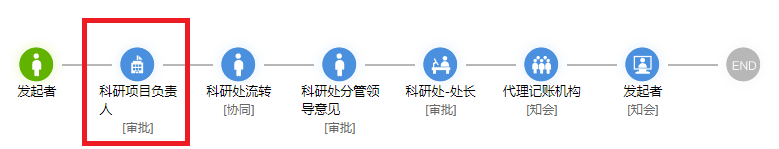 END
发起者
科研项目负责
人
[审批]
科研处流转
[协同]
科研处分管领
导意见
[审批]
科研处-处长
[审批]
代理记账机构
[知会]
发起者
[知会]